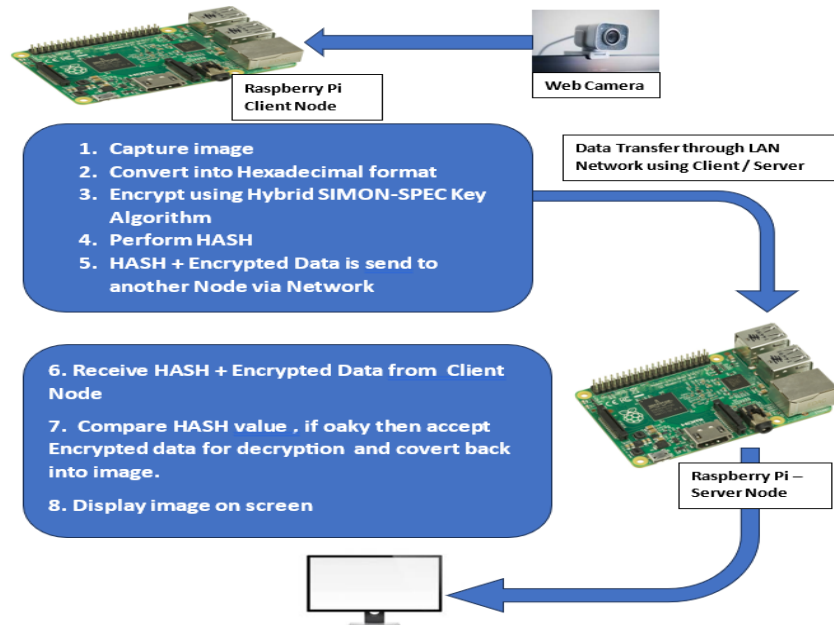 Raspberry Pi
Client Node
Web Camera
1. Capture image
2. Convert into Hexadecimal format
3. Encrypt using Hybrid SIMON-SPEC Key
Algorithm
4. Perform HASH
5. HASH + Encrypted Data is send to
another Node via Network
Data Transfer through LAN
Network using Client / Server
6. Receive HASH + Encrypted Data from Client
Node
7. Compare HASH value , if oaky then accept
Encrypted data for decryption and covert back
into image.
8. Display image on screen
Raspberry Pi –
Server Node